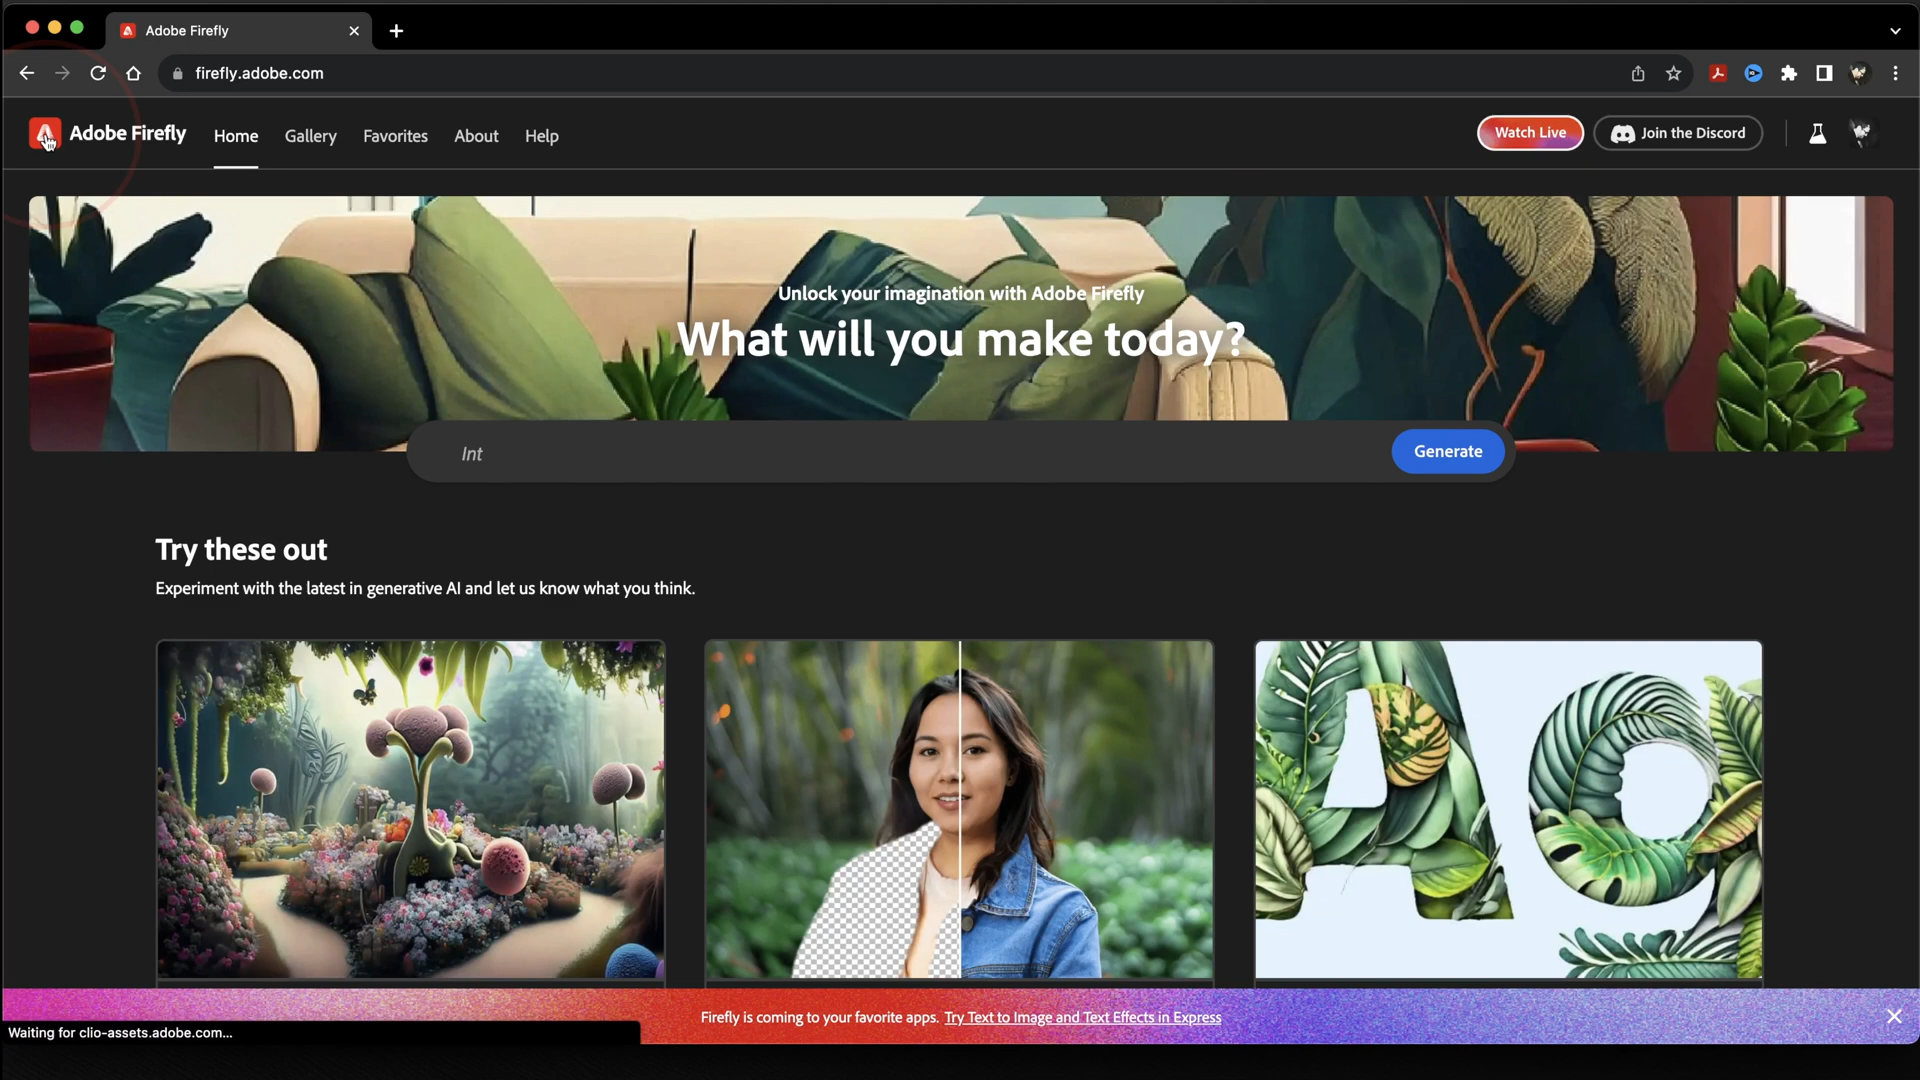 Adobe Firefly
firefly.adobe.com
Adobe Firefly
Home
Gallery
Favorites
About
Help
Watch Live
Join the Discord
Unlock your imagination with Adobe Firefly
What will you make today?
Int
Generate
Try these out
Experiment with the latest in generative AI and let us know what you think.
A g
Firefly is coming to your favorite apps. Try Text to Image and Text Effects in Express
Waiting for clio-assets.adobe.com...